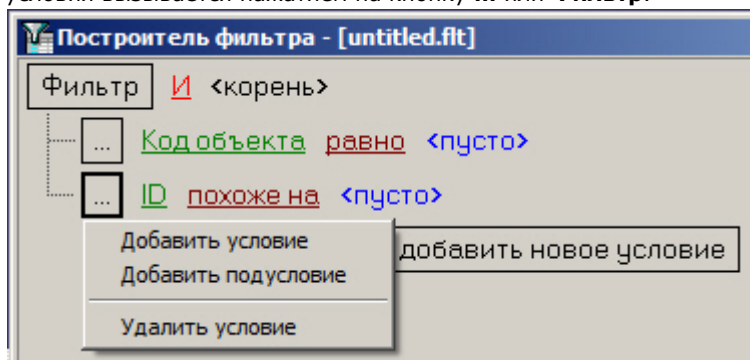 Построитель фильтра - [untitled.flt]
Фильтр И <корень>
... Код объекта равно <пусто>
... ID похоже на <пусто>
Добавить условие
добавить новое условие
Добавить подусловие
Удалить условие